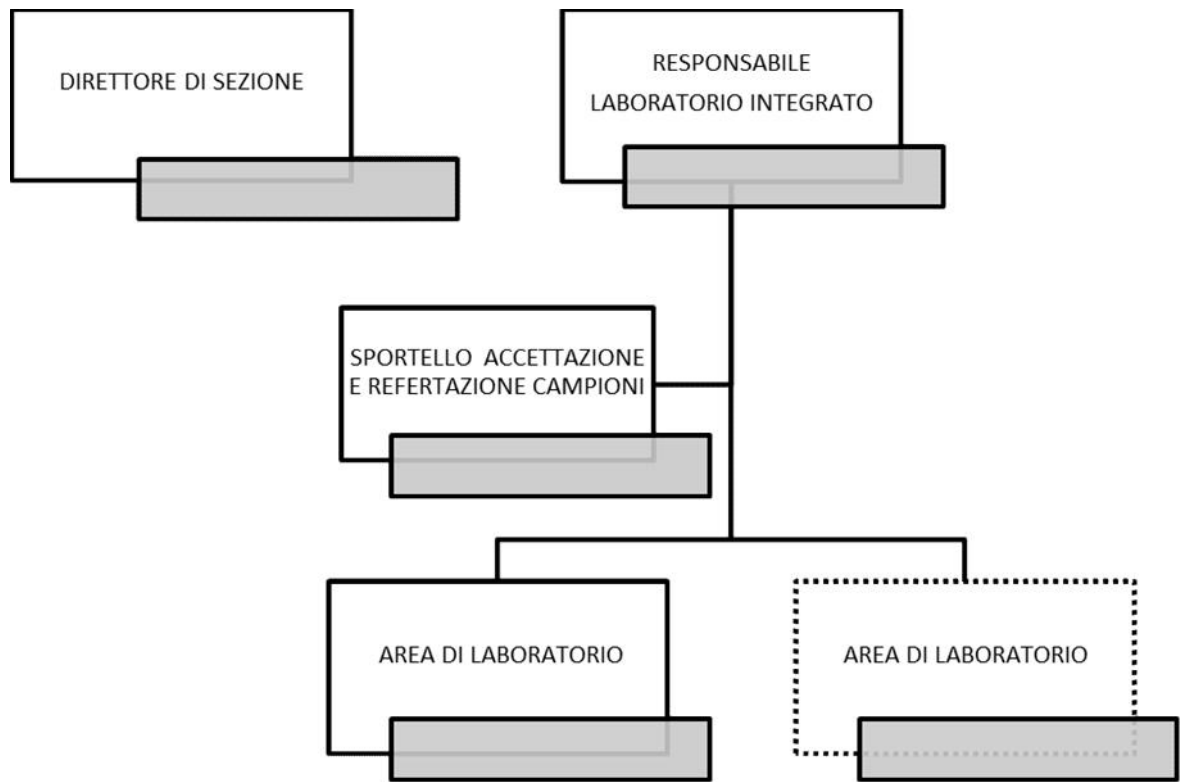 DIRETTORE DI SEZIONE
RESPONSABILE
LABORATORIO INTEGRATO
SPORTELLO ACCETTAZIONE
E REFERTAZIONE CAMPIONI
AREA DI LABORATORIO
AREA DI LABORATORIO